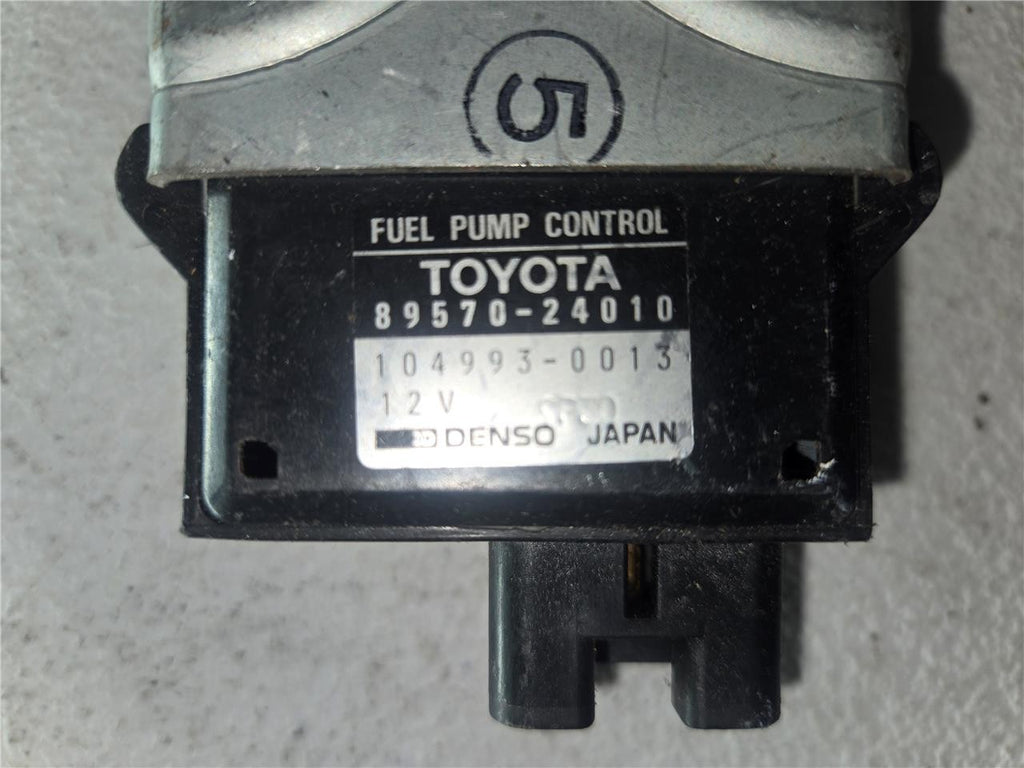 5
FUEL PUMP CONTROL
TOYOTA
89570-24010
104993-0013
12V
DENSO JAPAN